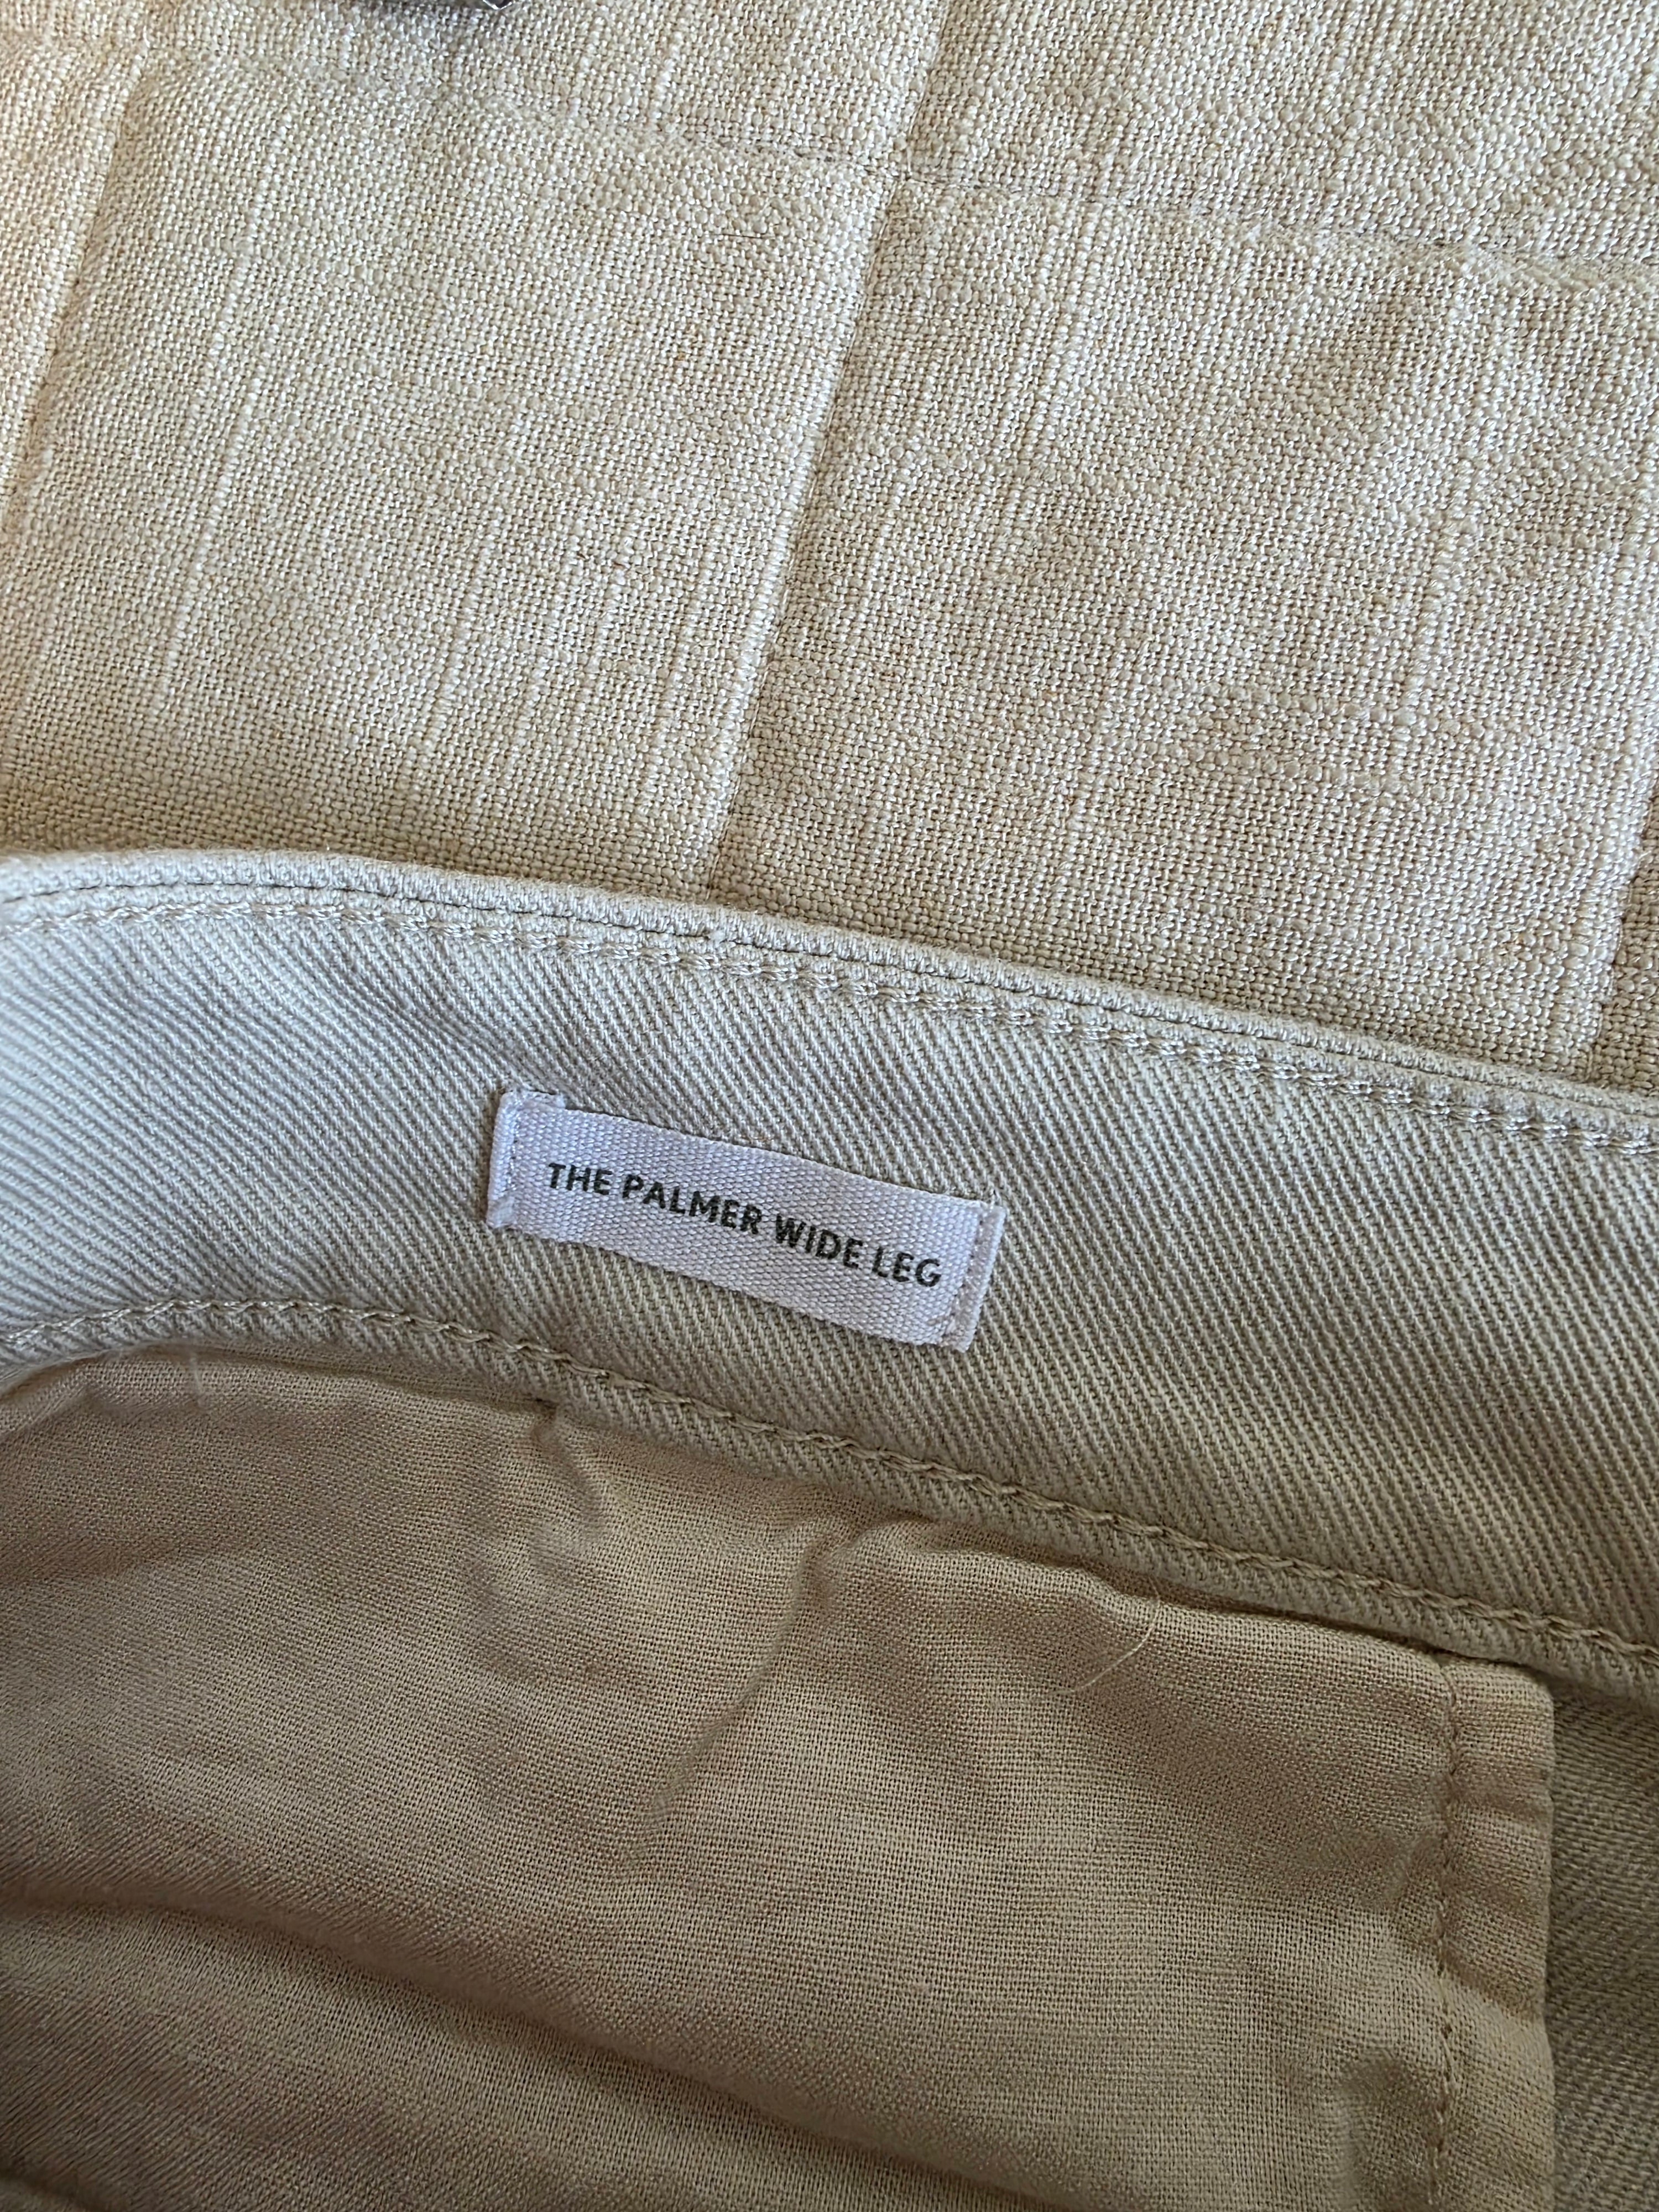 THE PALMER WIDE LEG